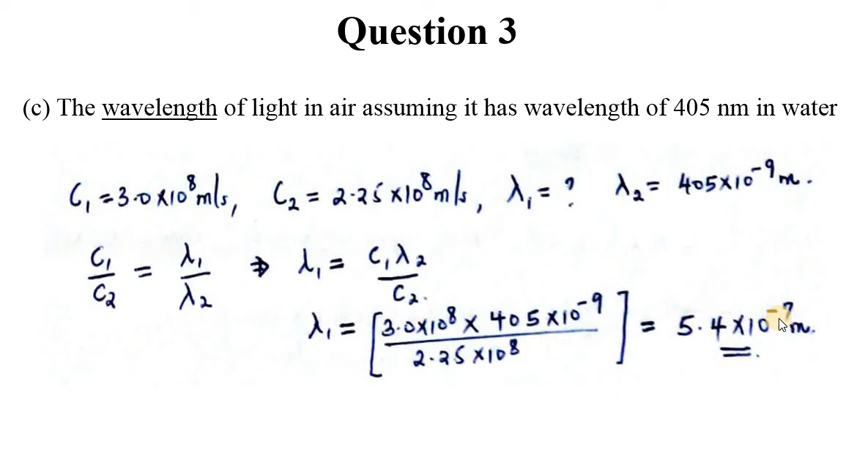 Question 3
(c) The wavelength of light in air assuming it has wavelength of 405 nm in water
C₁ = 3.0 × 10⁸ m/s, C₂ = 2.25 × 10⁸ m/s, λ₁ = ? λ₂ = 405 × 10⁻⁹ m.
C₁/C₂ = λ₁/λ₂ ⇒ λ₁ = C₁λ₂/C₂.
λ₁ = [3.0×10⁸ × 405×10⁻⁹ / 2.25×10⁸] = 5.4×10⁻⁷ m.